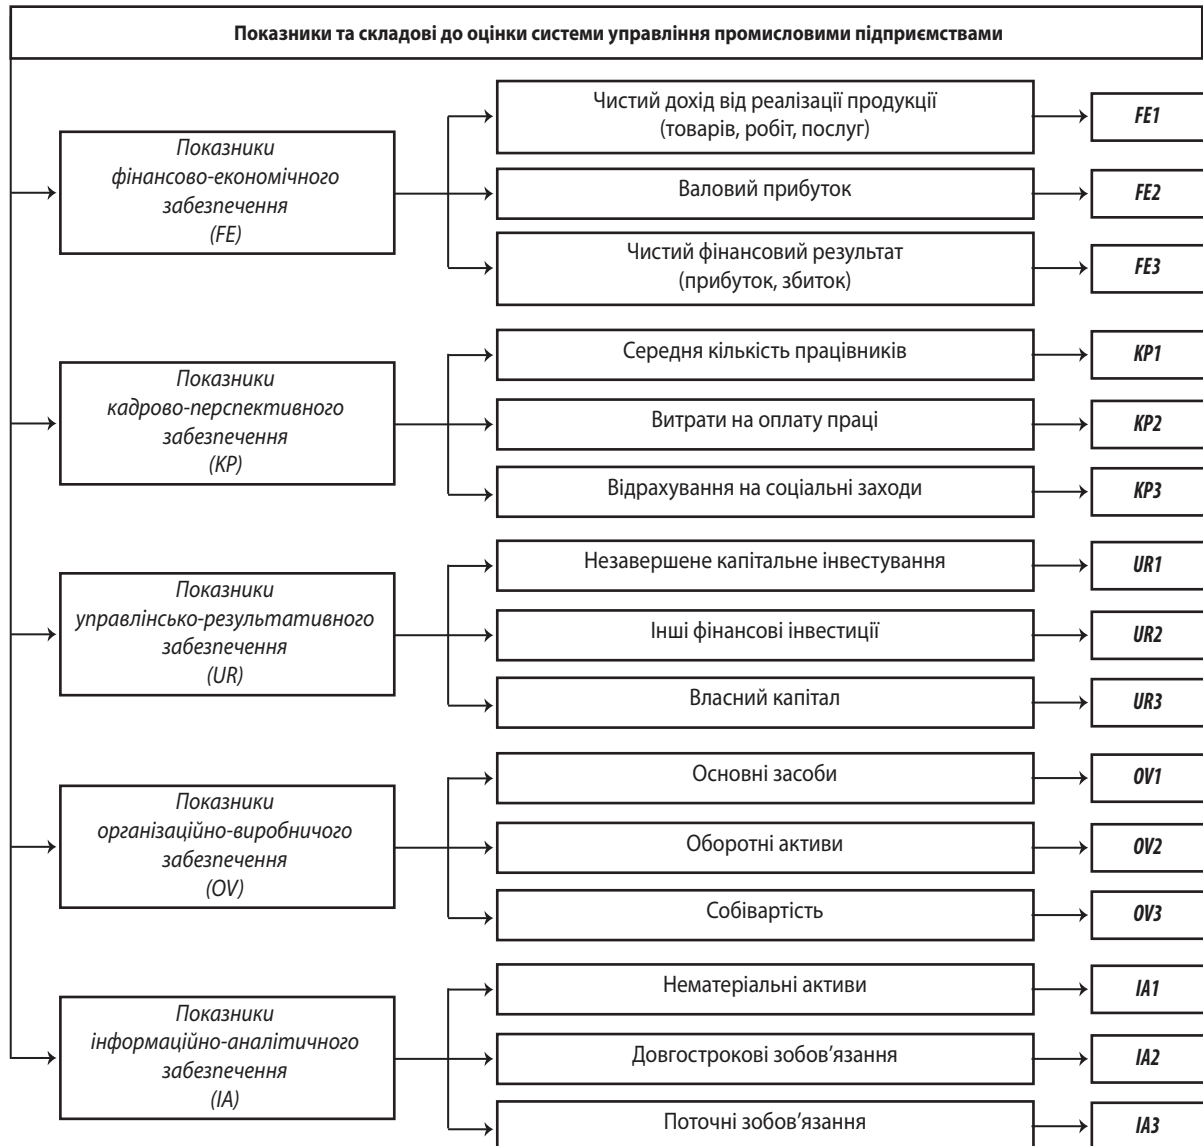 Показники та складові до оцінки системи управління промисловими підприємствами
Показники
фінансово-економічного
забезпечення
(FE)
Чистий дохід від реалізації продукції
(товарів, робіт, послуг)
FE1
Валовий прибуток
FE2
Чистий фінансовий результат
(прибуток, збиток)
FE3
Показники
кадрово-перспективного
забезпечення
(KP)
Середня кількість працівників
KP1
Витрати на оплату праці
KP2
Відрахування на соціальні заходи
KP3
Показники
управлінсько-результативного
забезпечення
(UR)
Незавершене капітальне інвестування
UR1
Інші фінансові інвестиції
UR2
Власний капітал
UR3
Показники
організаційно-виробничого
забезпечення
(OV)
Основні засоби
OV1
Оборотні активи
OV2
Собівартість
OV3
Показники
інформаційно-аналітичного
забезпечення
(IA)
Нематеріальні активи
IA1
Довгострокові зобов’язання
IA2
Поточні зобов’язання
IA3